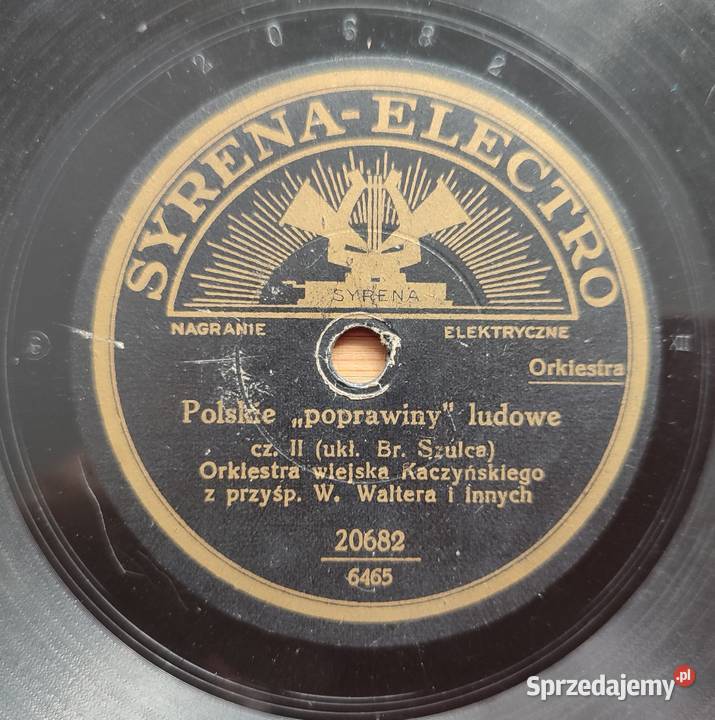 20682
SYRENA-ELECTRO
SYRENA
NAGRANIE ELEKTRYCZNE
XII
Orkiestra
Polskie „poprawiny" ludowe
cz. II (ukł. Br. Szulca)
Orkiestra wiejska Kaczyńskiego
z przyśp. W. Waltera i innych
20682
6465
Sprzedajemy.pl